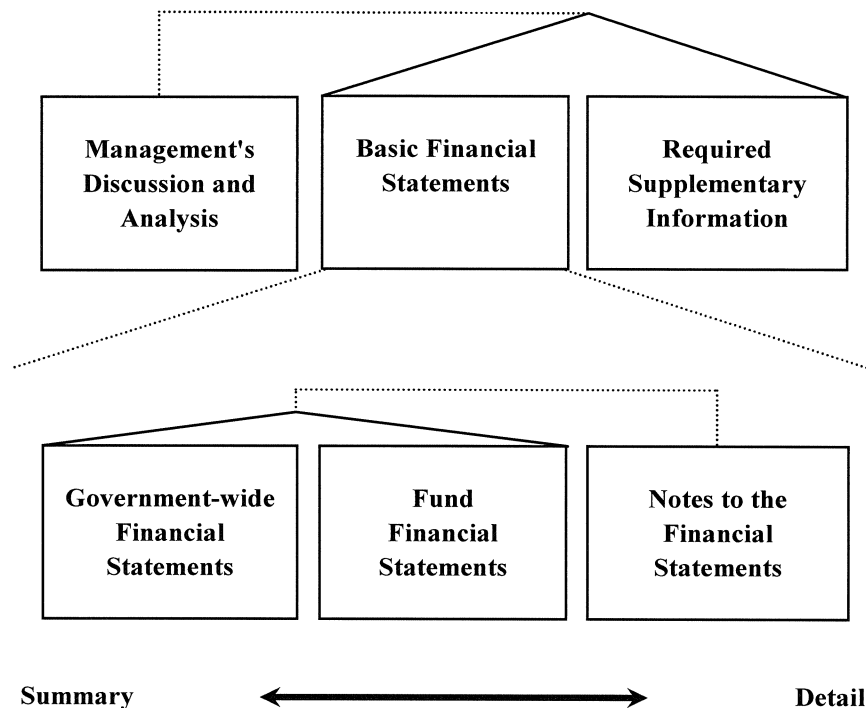 Management's
Discussion and
Analysis
Basic Financial
Statements
Required
Supplementary
Information
Government-wide
Financial
Statements
Fund
Financial
Statements
Notes to the
Financial
Statements
Summary
Detail